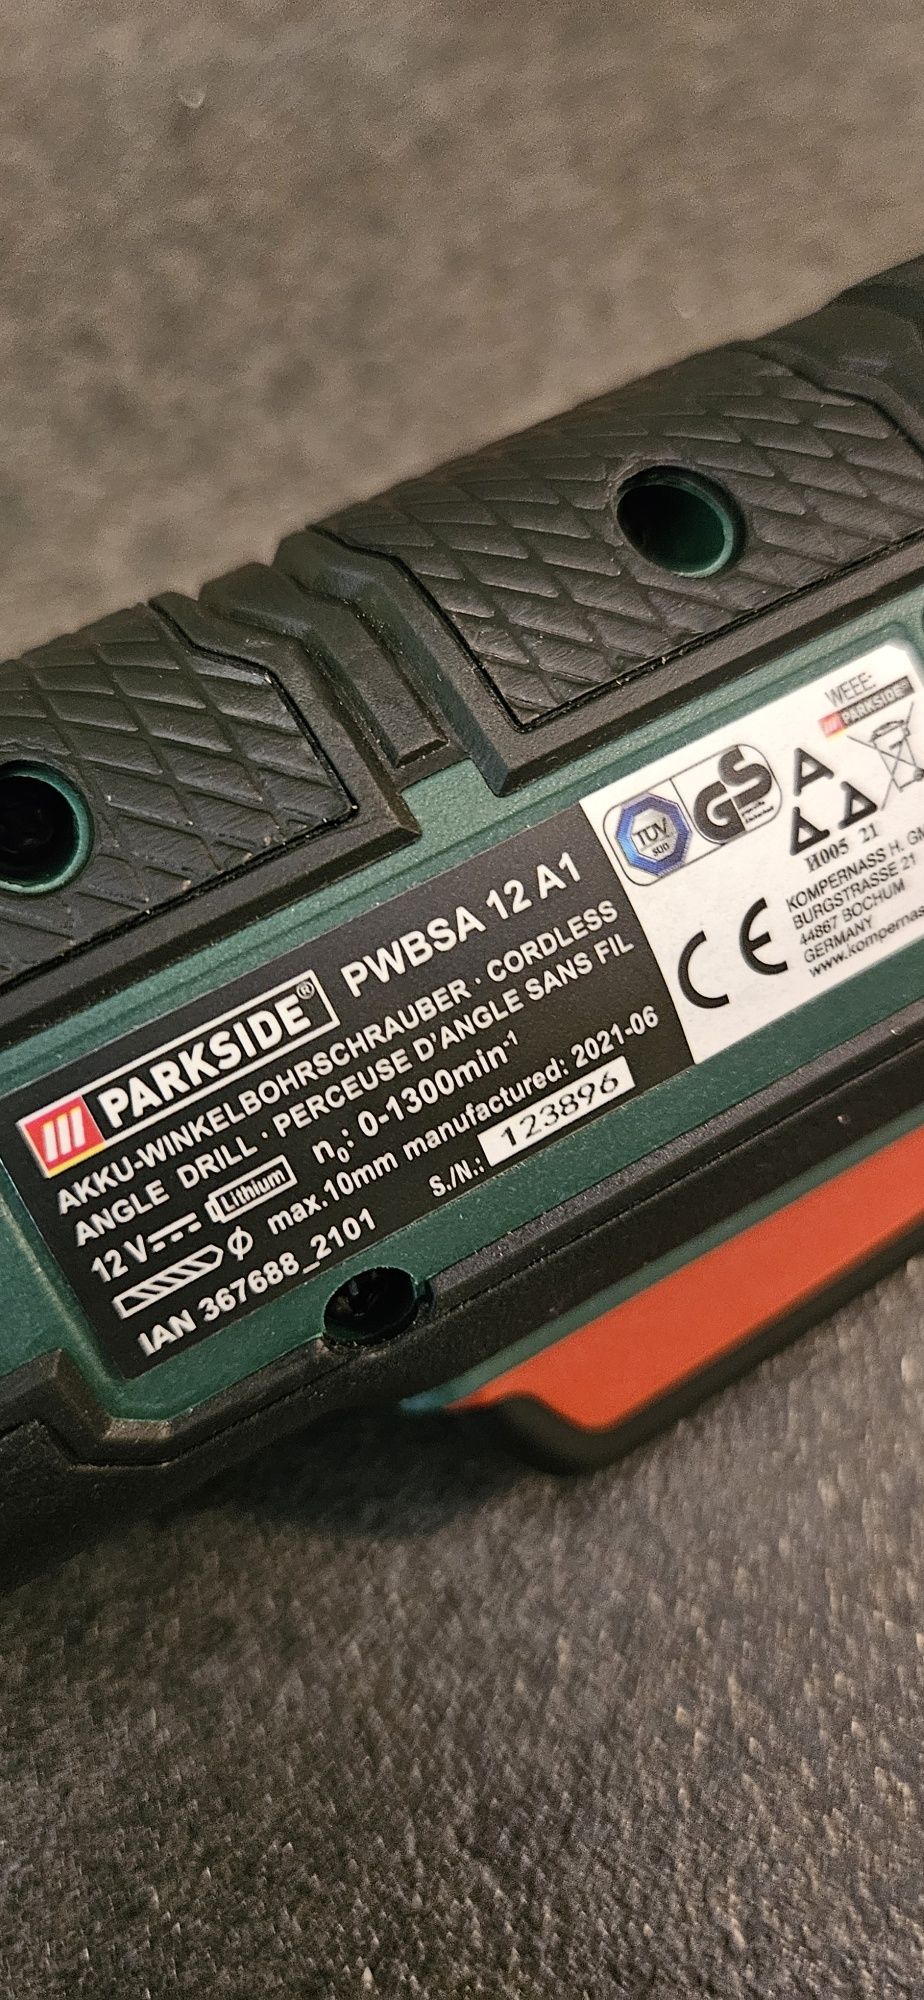 PARKSIDE® PWBSA 12 A1
AKKU-WINKELBOHRSCHRAUBER · CORDLESS
ANGLE DRILL · PERCEUSE D'ANGLE SANS FIL
12 V Lithium n₀: 0-1300min⁻¹
ø max.10mm manufactured: 2021-06
IAN 367688_2101 S./N.: 123896
TÜV
SÜD
GS
WEEE:
PARKSIDE
H005 21
CE
KOMPERNASS H.
BURGSTRASSE 21
44867 BOCHUM
GERMANY